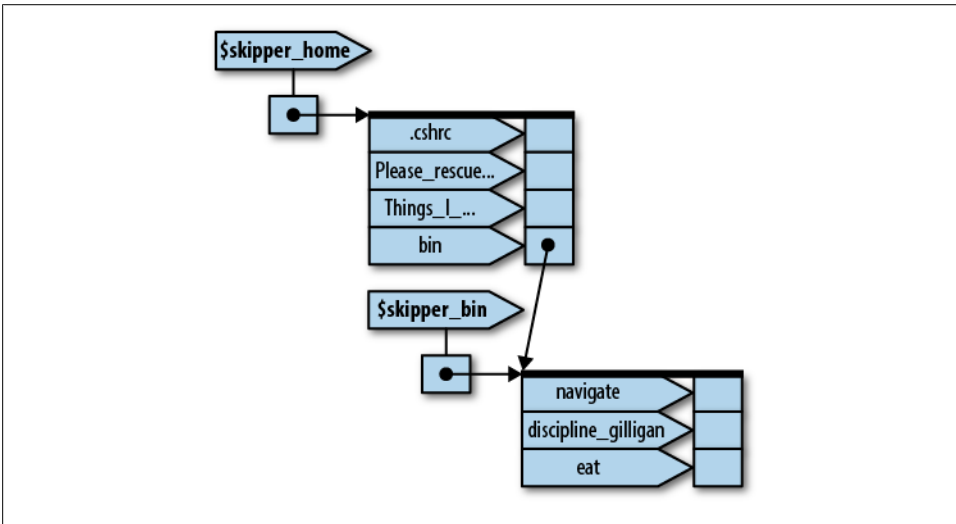 $skipper_home
.cshrc
Please_rescue...
Things_I_...
bin
$skipper_bin
navigate
discipline_gilligan
eat